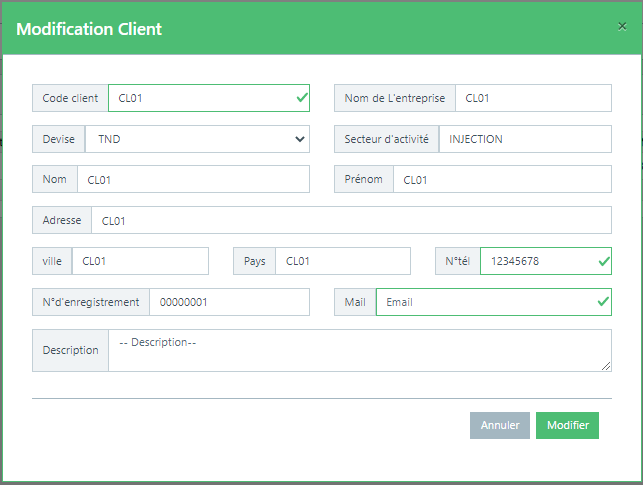 Modification Client ×
Code client CL01 Nom de L'entreprise CL01
Devise TND Secteur d'activité INJECTION
Nom CL01 Prénom CL01
Adresse CL01
ville CL01 Pays CL01 N°tél 12345678
N°d'enregistrement 00000001 Mail Email
Description -- Description--
Annuler Modifier